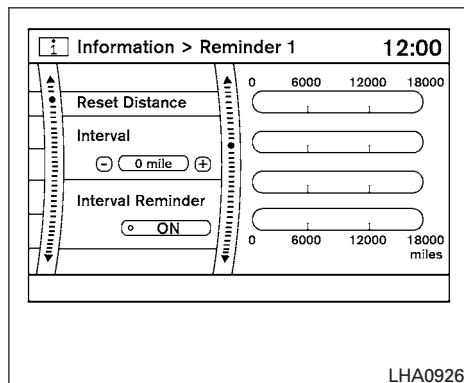 i Information > Reminder 1 12:00
0 6000 12000 18000
Reset Distance
Interval
- 0 mile +
Interval Reminder
ON
0 6000 12000 18000
miles
LHA0926